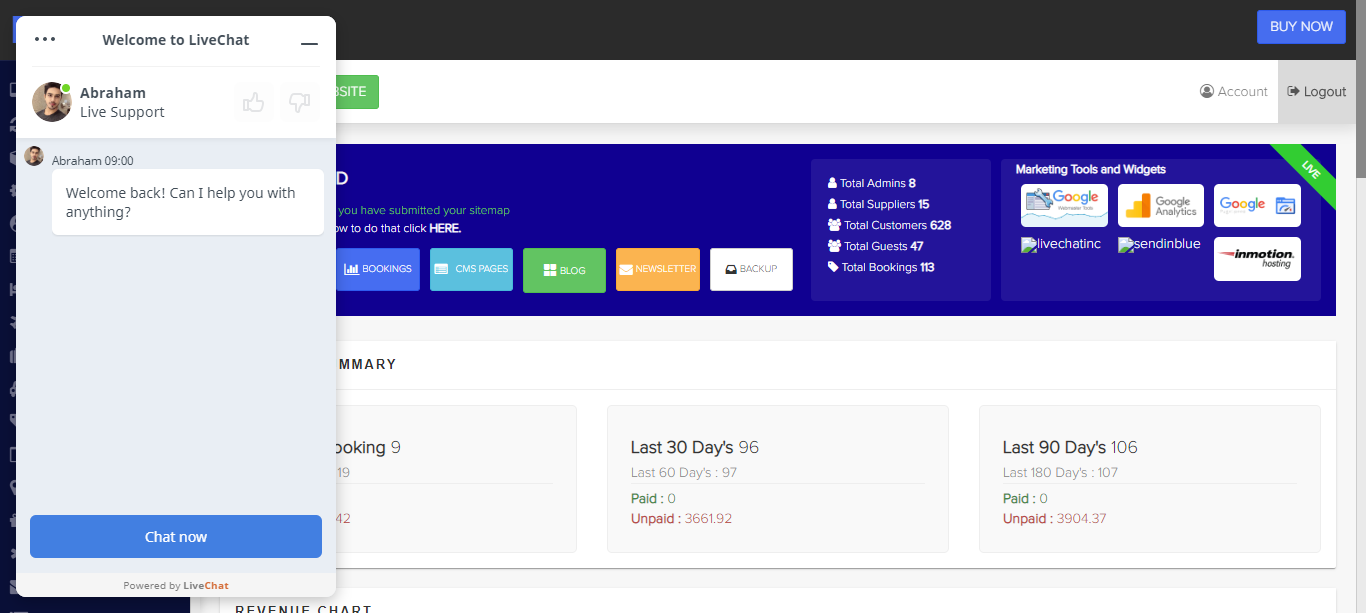 BUY NOW
Welcome to LiveChat
Abraham
Live Support
Abraham 09:00
Welcome back! Can I help you with
anything?
Chat now
Powered by LiveChat
SITE
Account
Logout
D
you have submitted your sitemap
ow to do that click HERE.
BOOKINGS
CMS PAGES
BLOG
NEWSLETTER
BACKUP
Total Admins 8
Total Suppliers 15
Total Customers 628
Total Guests 47
Total Bookings 113
Marketing Tools and Widgets
LIVE
Google
Webmaster Tools
Google
Analytics
Google
livechatinc
sendinblue
inmotion
hosting
MMARY
ooking 9
19
42
Last 30 Day's 96
Last 60 Day's : 97
Paid : 0
Unpaid : 3661.92
Last 90 Day's 106
Last 180 Day's : 107
Paid : 0
Unpaid : 3904.37
REVENUE CHART